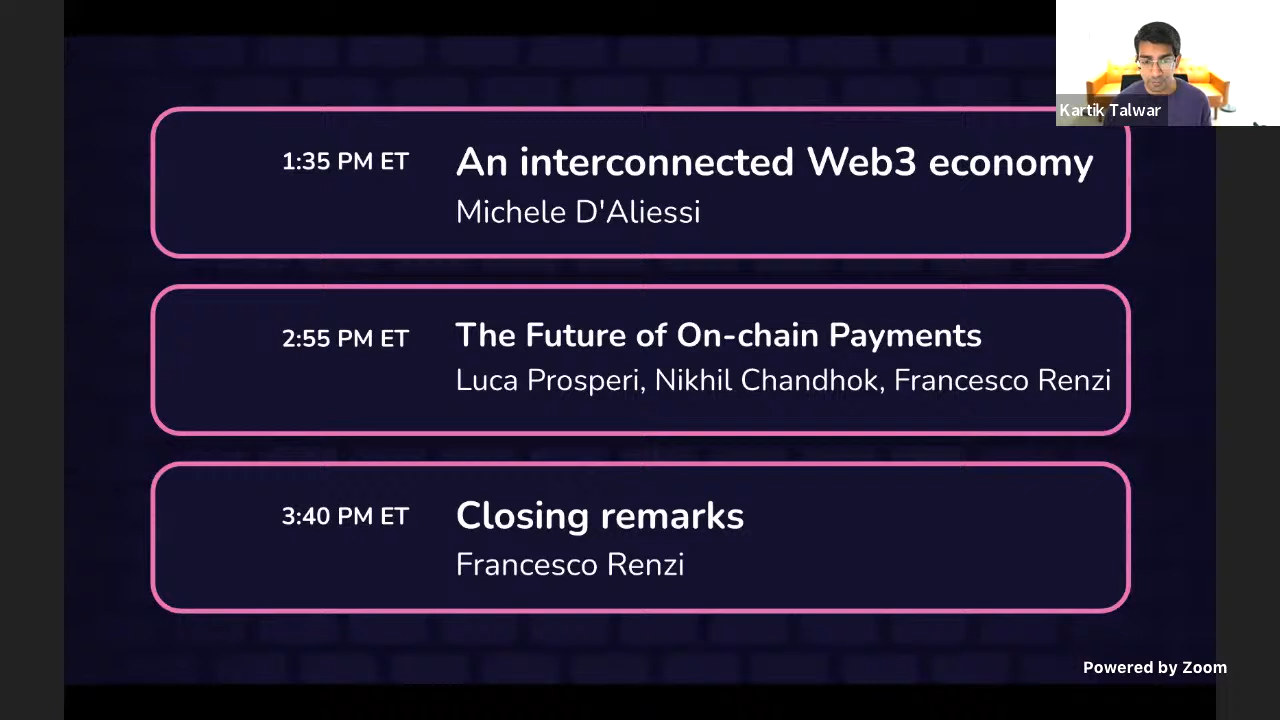 Kartik Talwar
1:35 PM ET
An interconnected Web3 economy
Michele D'Aliessi
2:55 PM ET
The Future of On-chain Payments
Luca Prosperi, Nikhil Chandhok, Francesco Renzi
3:40 PM ET
Closing remarks
Francesco Renzi
Powered by Zoom